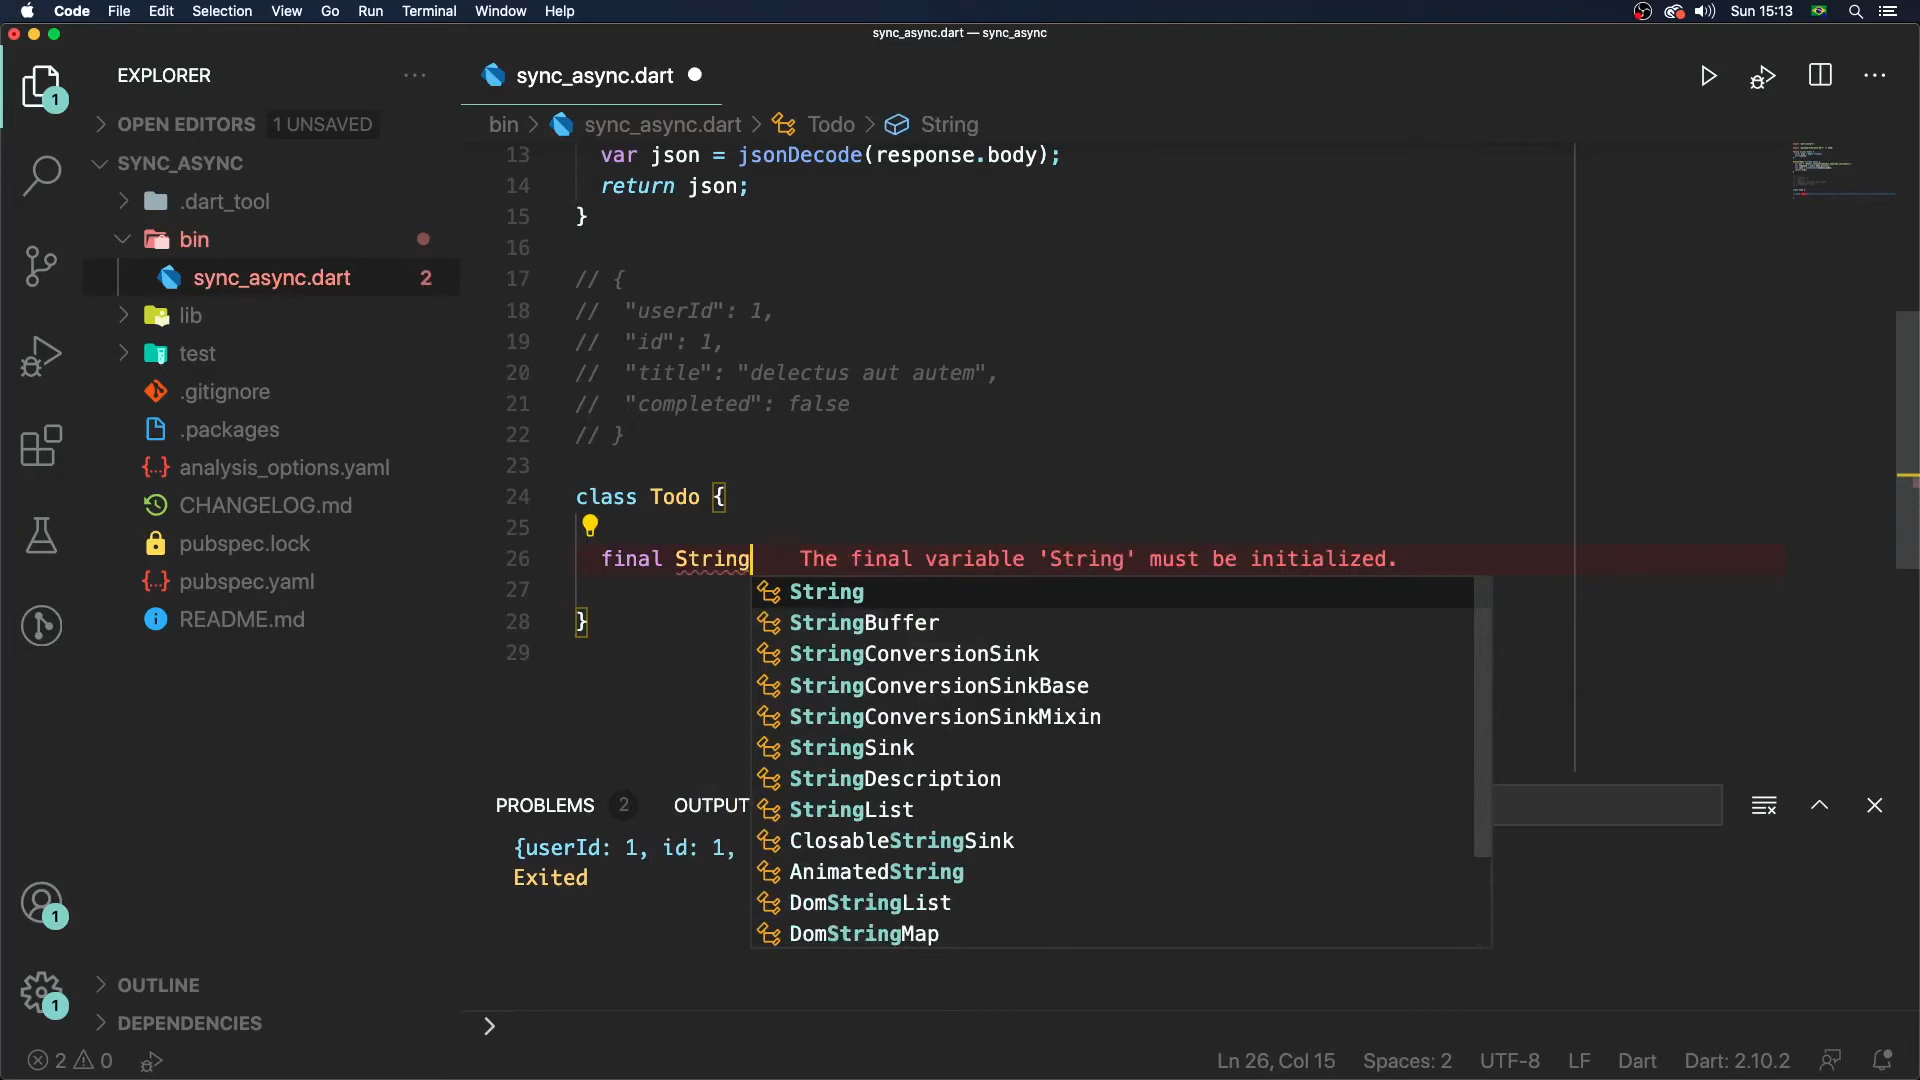 Code File Edit Selection View Go Run Terminal Window Help Sun 15:13
sync_async.dart — sync_async
EXPLORER
OPEN EDITORS 1 UNSAVED
SYNC_ASYNC
.dart_tool
bin
sync_async.dart 2
lib
test
.gitignore
.packages
analysis_options.yaml
CHANGELOG.md
pubspec.lock
pubspec.yaml
README.md
OUTLINE
DEPENDENCIES
1
1
1
sync_async.dart
bin > sync_async.dart > Todo > String
13 var json = jsonDecode(response.body);
14 return json;
15 }
16
17 // {
18 // "userId": 1,
19 // "id": 1,
20 // "title": "delectus aut autem",
21 // "completed": false
22 // }
23
24 class Todo {
25
26 final String The final variable 'String' must be initialized.
27
28 }
29
String
StringBuffer
StringConversionSink
StringConversionSinkBase
StringConversionSinkMixin
StringSink
StringDescription
StringList
ClosableStringSink
AnimatedString
DomStringList
DomStringMap
PROBLEMS 2 OUTPUT
{userId: 1, id: 1,
Exited
>
2 0 Ln 26, Col 15 Spaces: 2 UTF-8 LF Dart Dart: 2.10.2